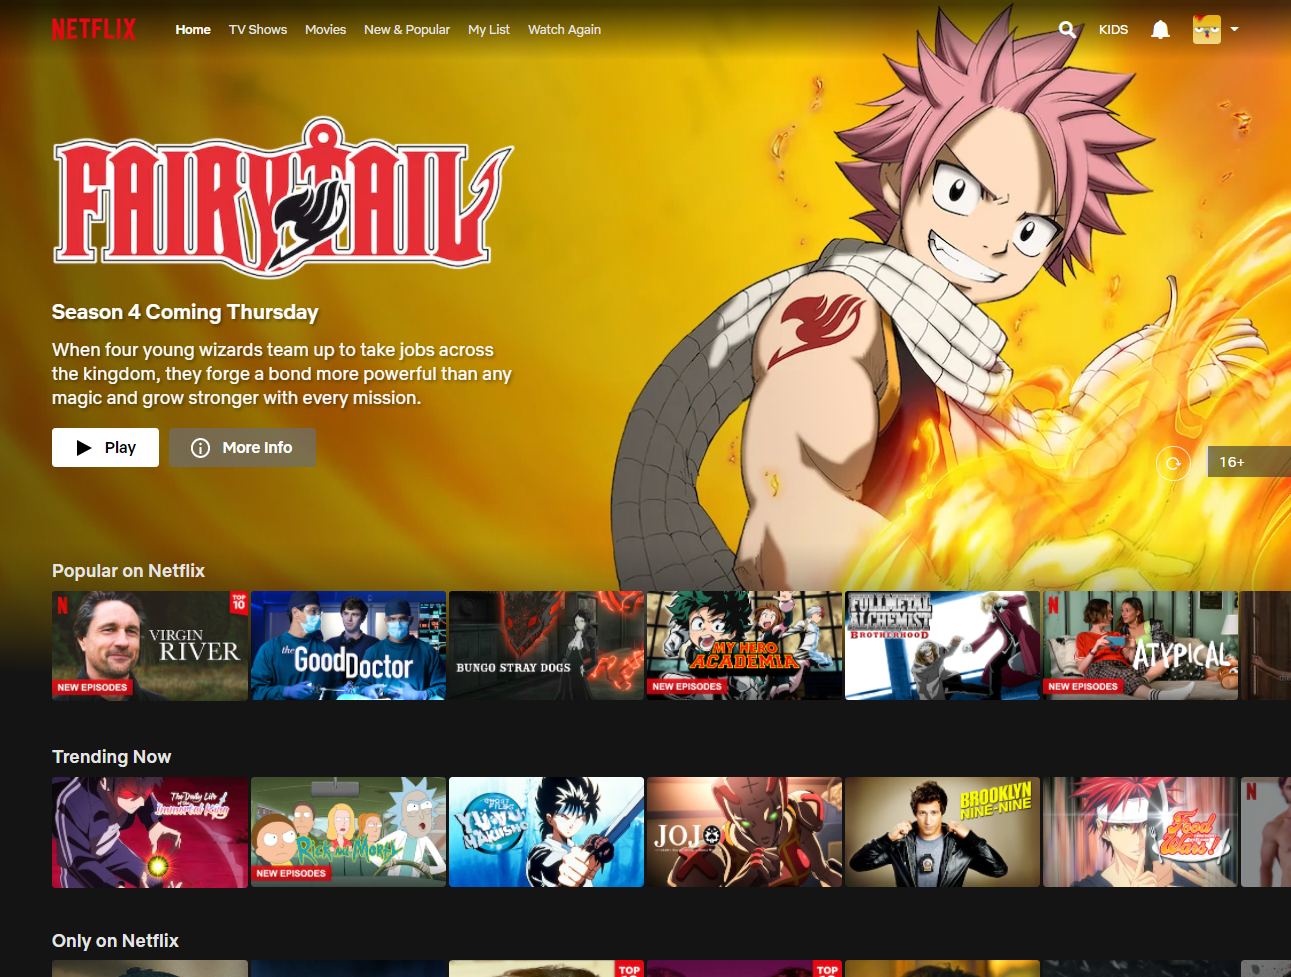 NETFLIX
Home
TV Shows
Movies
New & Popular
My List
Watch Again
KIDS
FAIRY TAIL
Season 4 Coming Thursday
When four young wizards team up to take jobs across
the kingdom, they forge a bond more powerful than any
magic and grow stronger with every mission.
Play
More Info
16+
Popular on Netflix
N
TOP
10
VIRGIN
RIVER
NEW EPISODES
the
Good Doctor
BUNGO STRAY DOGS
MY HERO
ACADEMIA
NEW EPISODES
FULLMETAL
ALCHEMIST
BROTHERHOOD
N
ATYPICAL
NEW EPISODES
die
Trending Now
The Daily Life of
the
Immortal King
Rick and Morty
NEW EPISODES
GHOST FILES
YU YU
HAKUSHO
JOJO
BROOKLYN
NINE-NINE
Food
Wars!
N
Only on Netflix
TOP
TOP